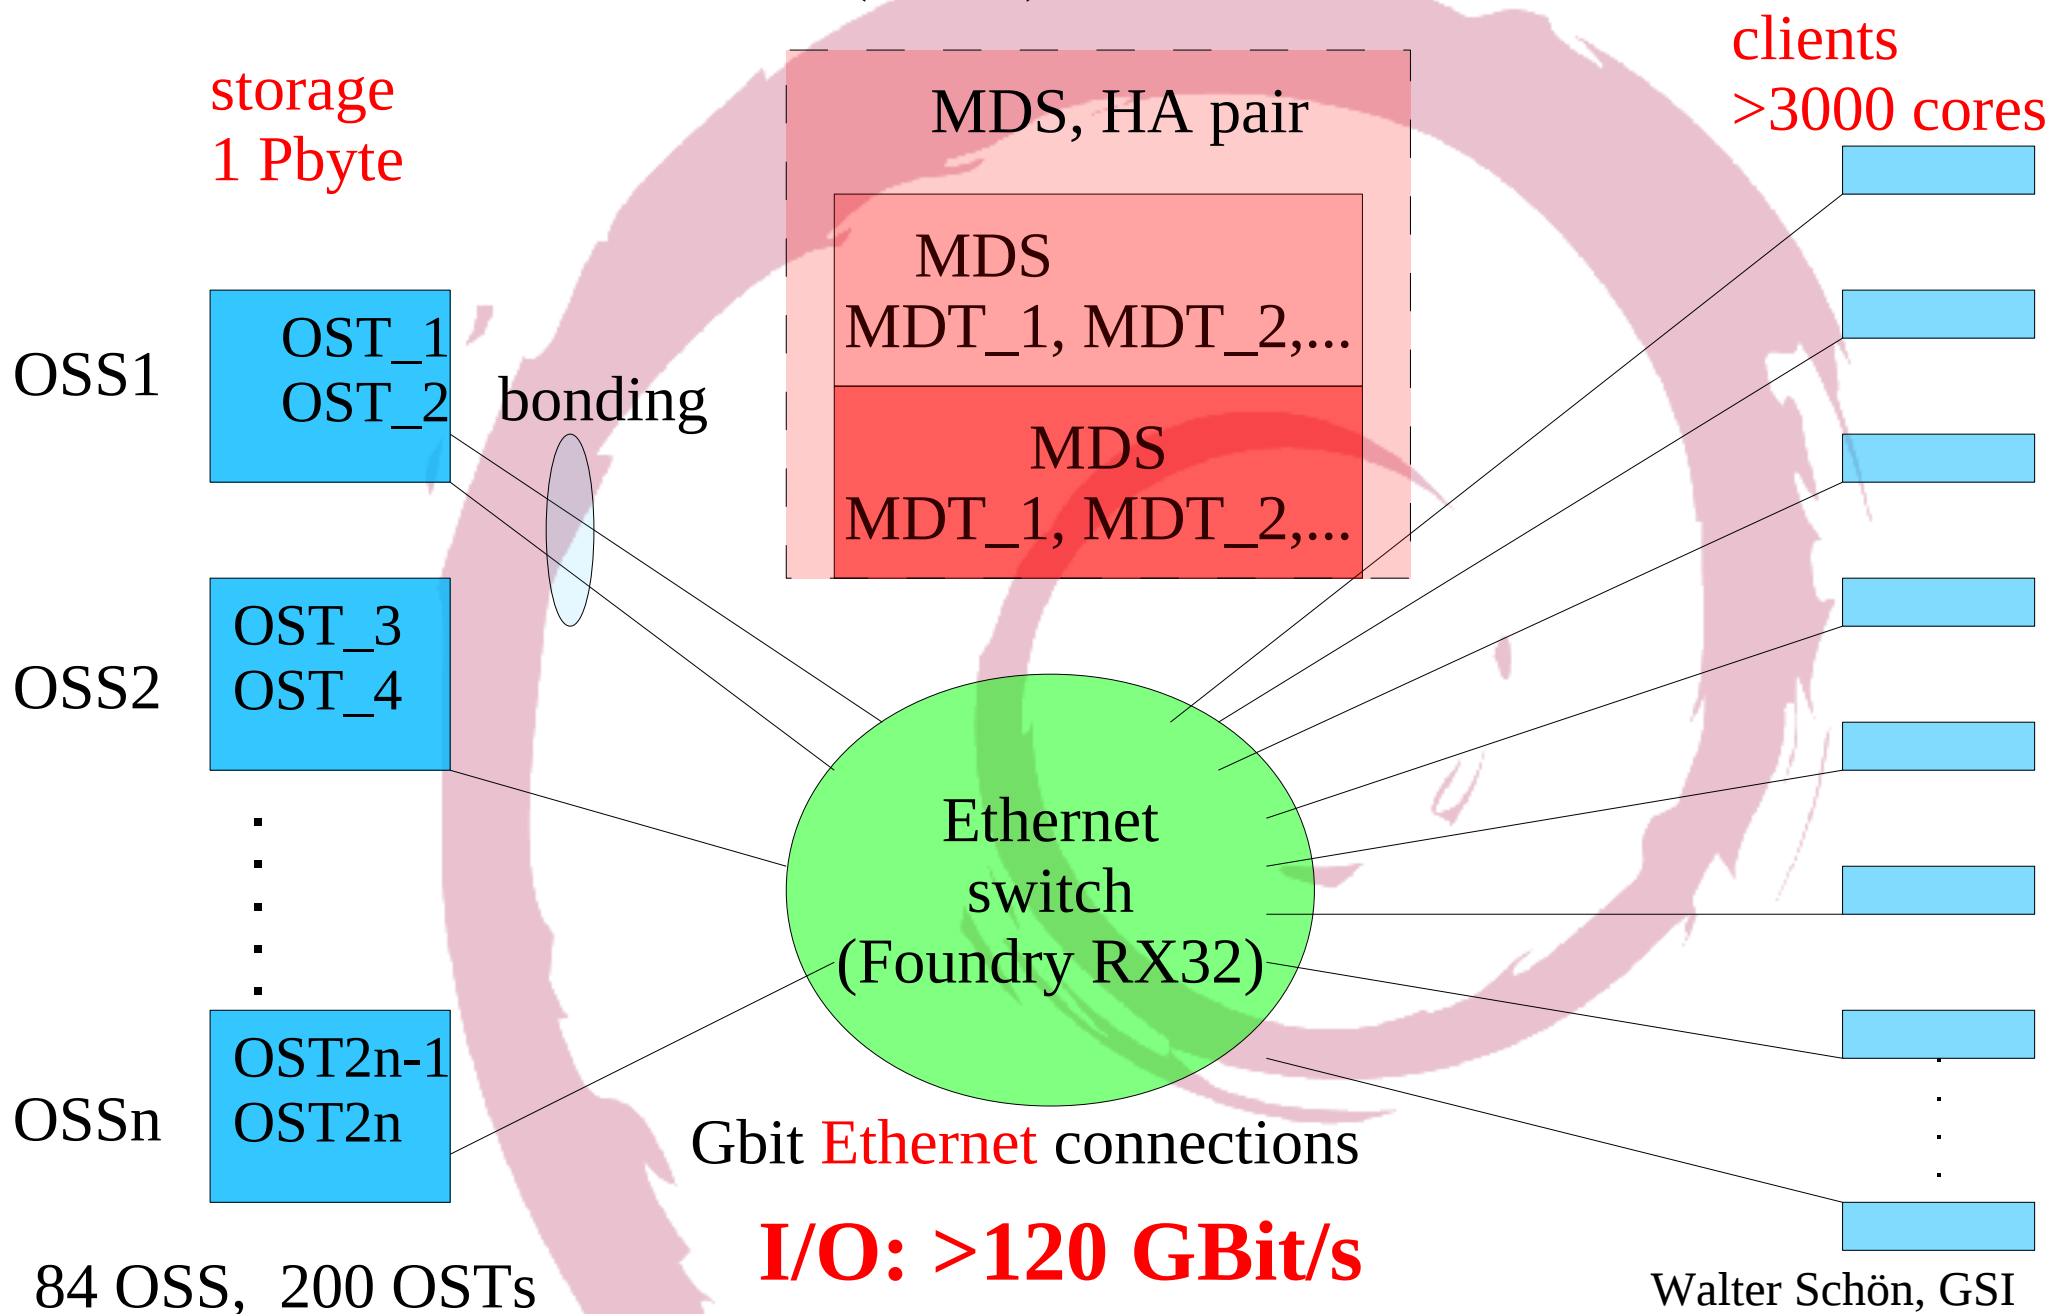 storage
1 Pbyte
MDS, HA pair
clients
>3000 cores
MDS
MDT_1, MDT_2,...
MDS
MDT_1, MDT_2,...
OSS1
OST_1
OST_2
bonding
OSS2
OST_3
OST_4
Ethernet
switch
(Foundry RX32)
OSSn
OST2n-1
OST2n
Gbit Ethernet connections
I/O: >120 GBit/s
84 OSS, 200 OSTs
Walter Schön, GSI